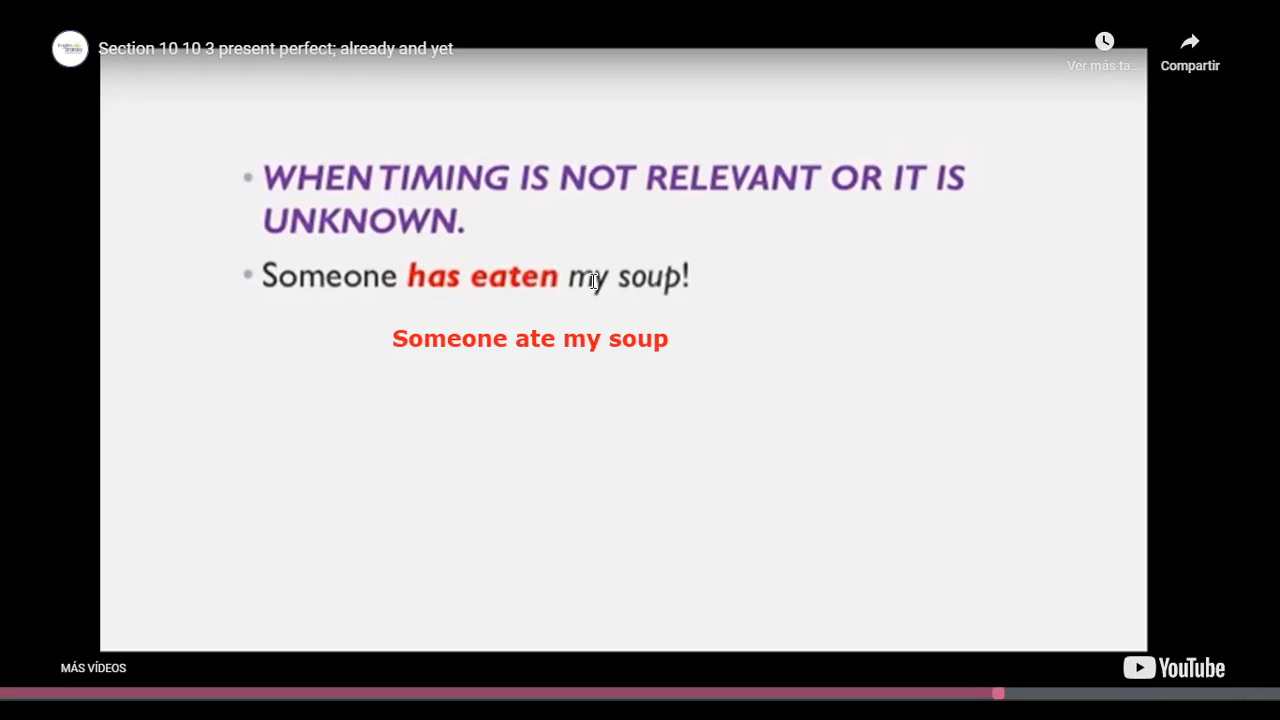 Section 10 10 3 present perfect; already and yet
Ver más ta...
Compartir
• WHEN TIMING IS NOT RELEVANT OR IT IS
UNKNOWN.
• Someone has eaten my soup!
Someone ate my soup
MÁS VÍDEOS
YouTube